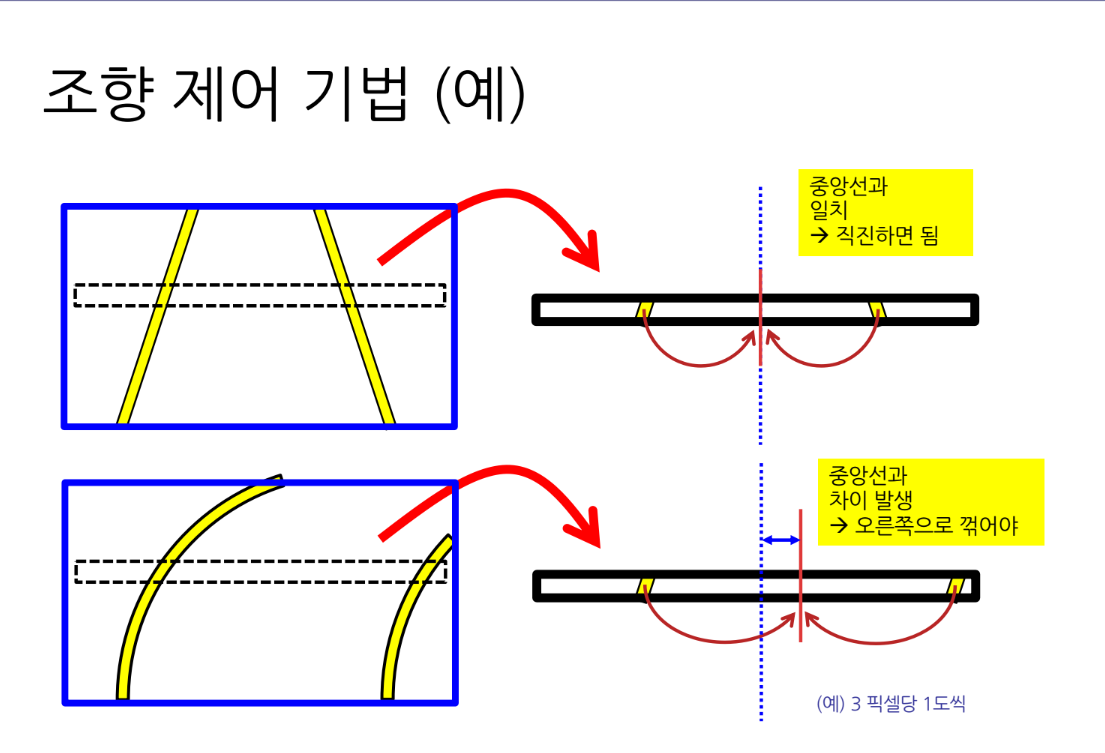 조향 제어 기법 (예)
중앙선과
일치
→ 직진하면 됨
중앙선과
차이 발생
→ 오른쪽으로 꺾어야
(예) 3 픽셀당 1도씩